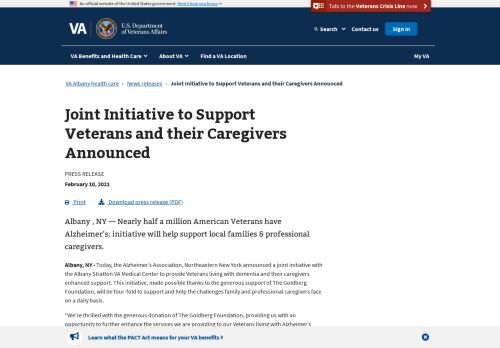 An official website of the United States government Here's how you know
Talk to the Veterans Crisis Line now
VA
U.S. Department
of Veterans Affairs
Search
Contact us
Sign in
VA Benefits and Health Care
About VA
Find a VA Location
My VA
VA Albany health care › News releases › Joint Initiative to Support Veterans and their Caregivers Announced
Joint Initiative to Support
Veterans and their Caregivers
Announced
PRESS RELEASE
February 10, 2021
Print
Download press release (PDF)
Albany , NY — Nearly half a million American Veterans have
Alzheimer's; initiative will help support local families & professional
caregivers.
Albany, NY - Today, the Alzheimer's Association, Northeastern New York announced a joint initiative with
the Albany Stratton VA Medical Center to provide Veterans living with dementia and their caregivers
enhanced support. This initiative, made possible thanks to the generous support of The Goldberg
Foundation, will be four-fold to support and help the challenges family and professional caregivers face
on a daily basis.
"We're thrilled with the generous donation of The Goldberg Foundation, providing us with an
opportunity to further enhance the services we are providing to our Veterans living with Alzheimer's
Learn what the PACT Act means for your VA benefits